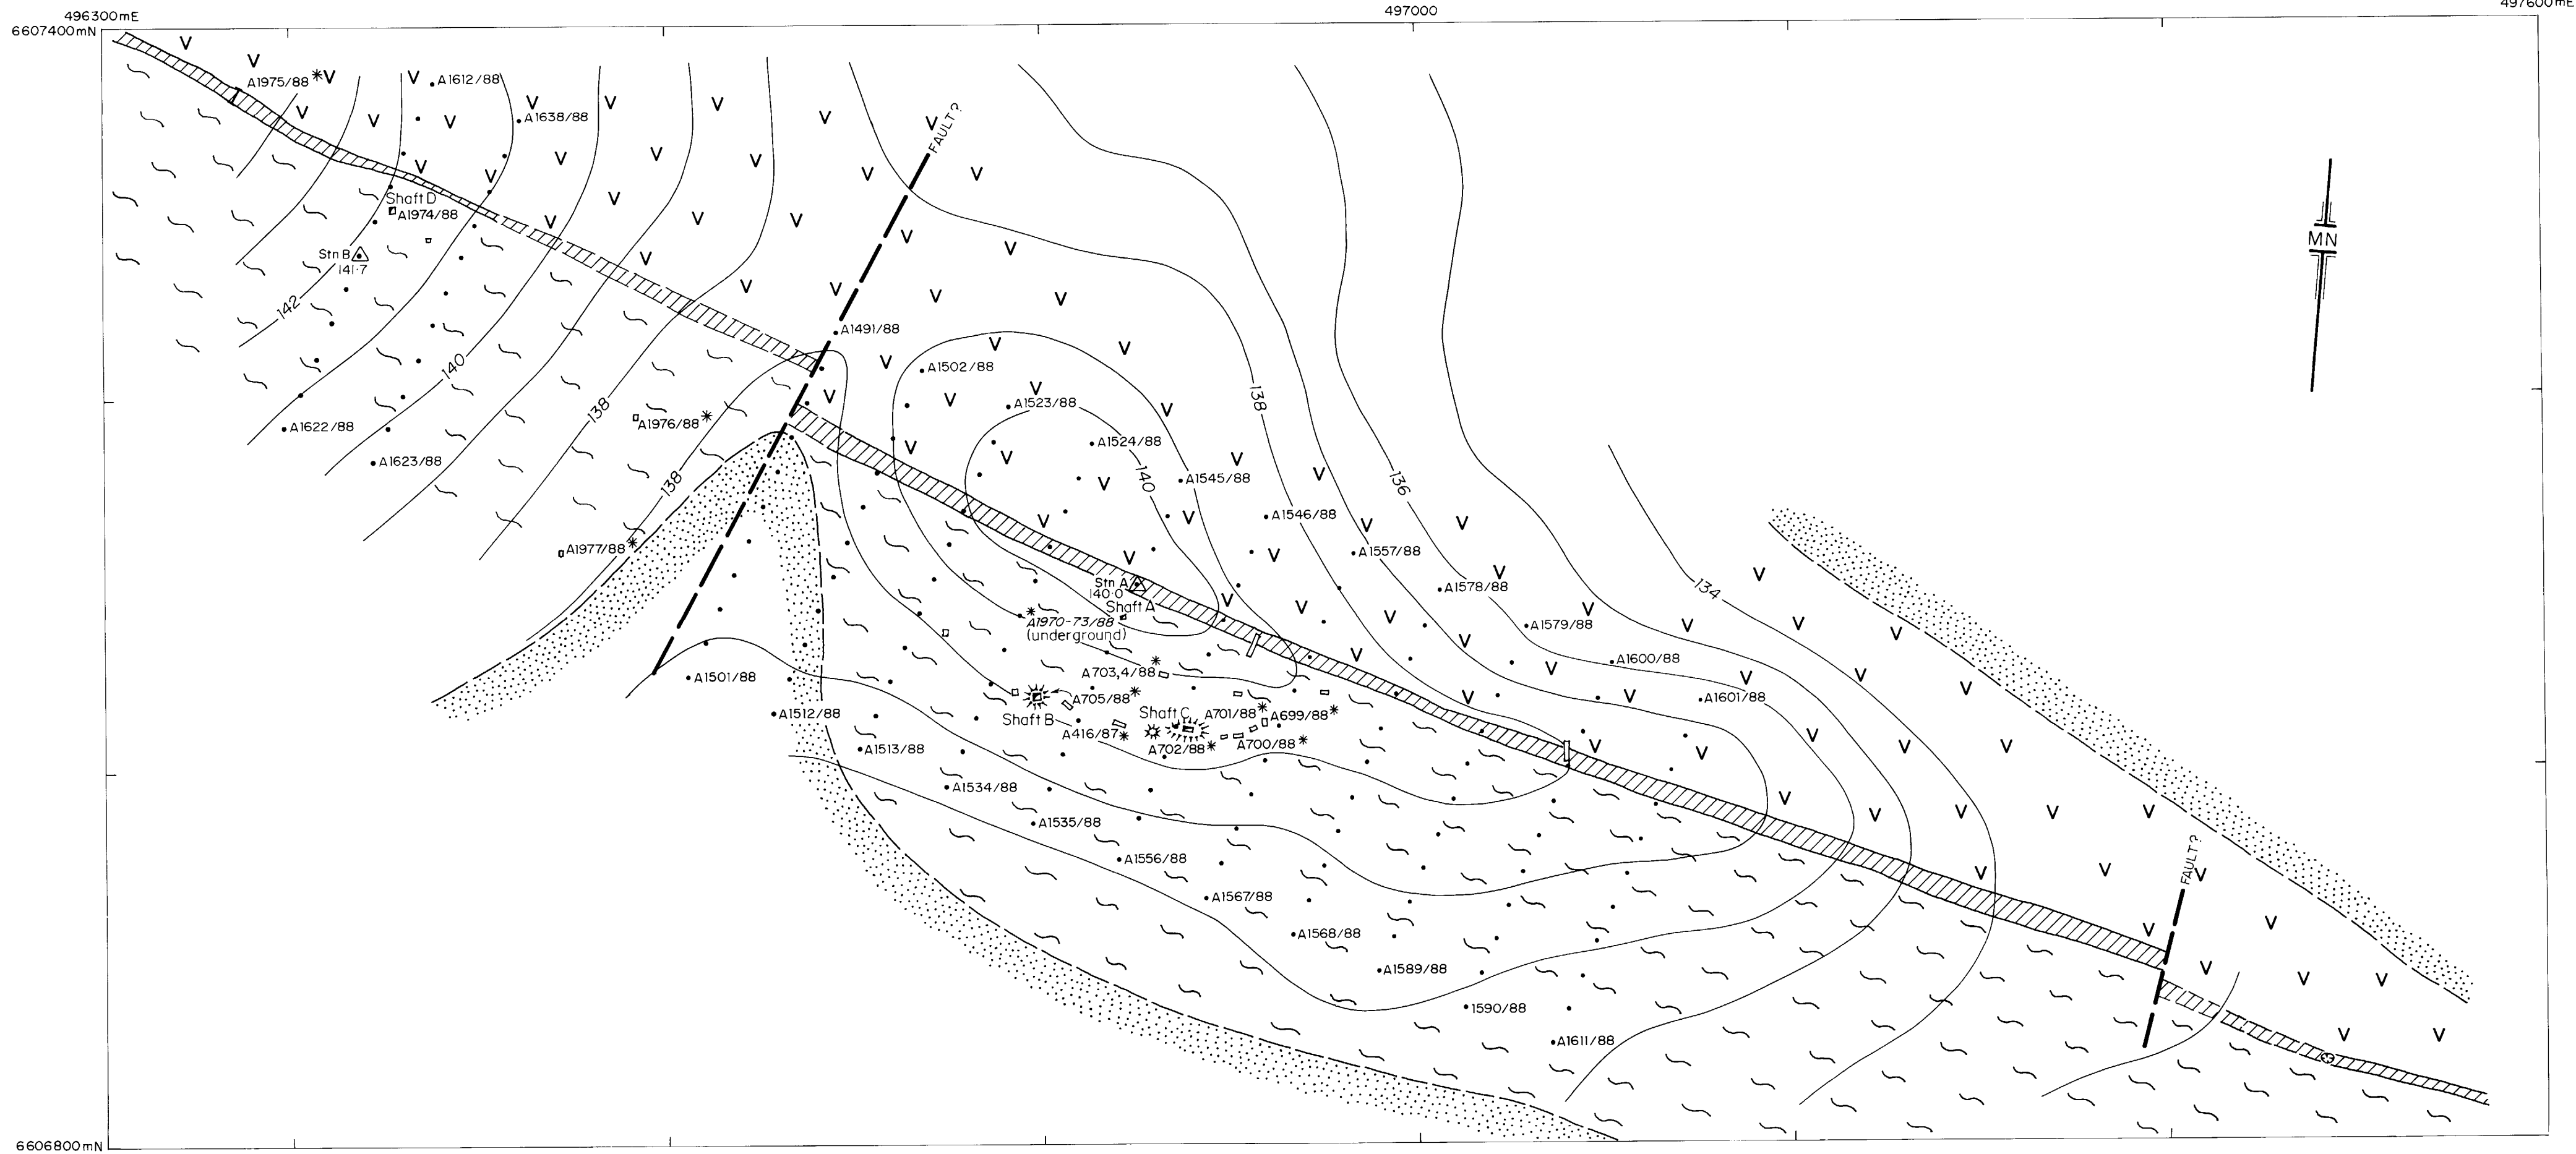 496300mE
497000
497600mE
6607400mN
A1975/88
A1612/88
A1638/88
FAULT?
Shaft D
A1974/88
MN
Stn B
141·7
142
A1491/88
140
A1502/88
138
A1523/88
138
A1976/88
A1622/88
A1524/88
A1623/88
138
140
A1545/88
136
A1546/88
A1977/88
A1557/88
Stn A
140·0
A1578/88
134
Shaft A
A1970-73/88
(underground)
A1579/88
A1600/88
A703,4/88
A1501/88
A705/88
A1601/88
A1512/88
Shaft B
Shaft C
A701/88
A699/88
A416/87
A702/88
A700/88
A1513/88
A1534/88
A1535/88
FAULT?
A1556/88
A1567/88
A1568/88
A1589/88
1590/88
A1611/88
6606800mN